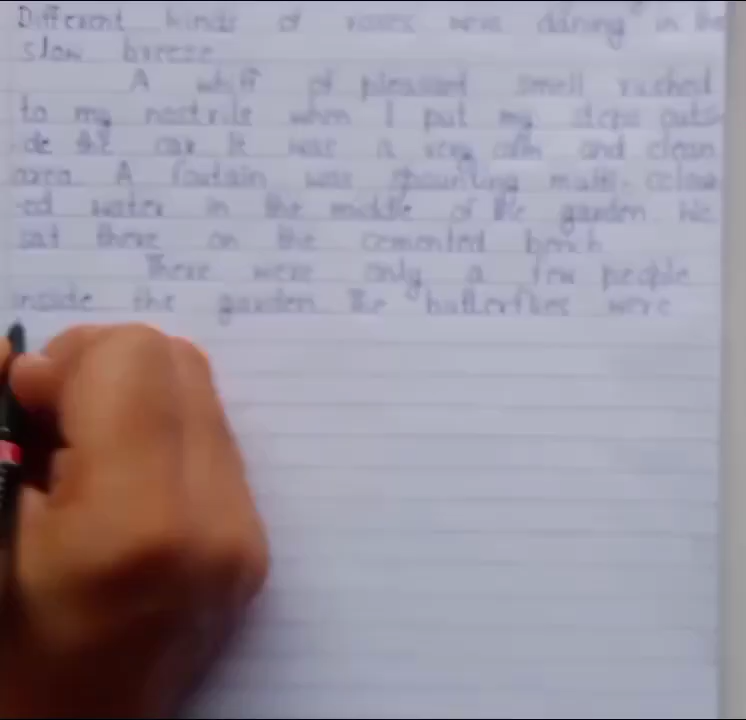 Different kinds of roses were dancing in the
slow breeze
A whiff of pleasant smell rushed
to my nostrils when I put my steps outsi
-de the car It was a very calm and clean
area A fountain was spounting multi-colour
-ed water in the middle of the garden We
sat there on the cemented bench
There were only a few people
inside the garden The butterflies were